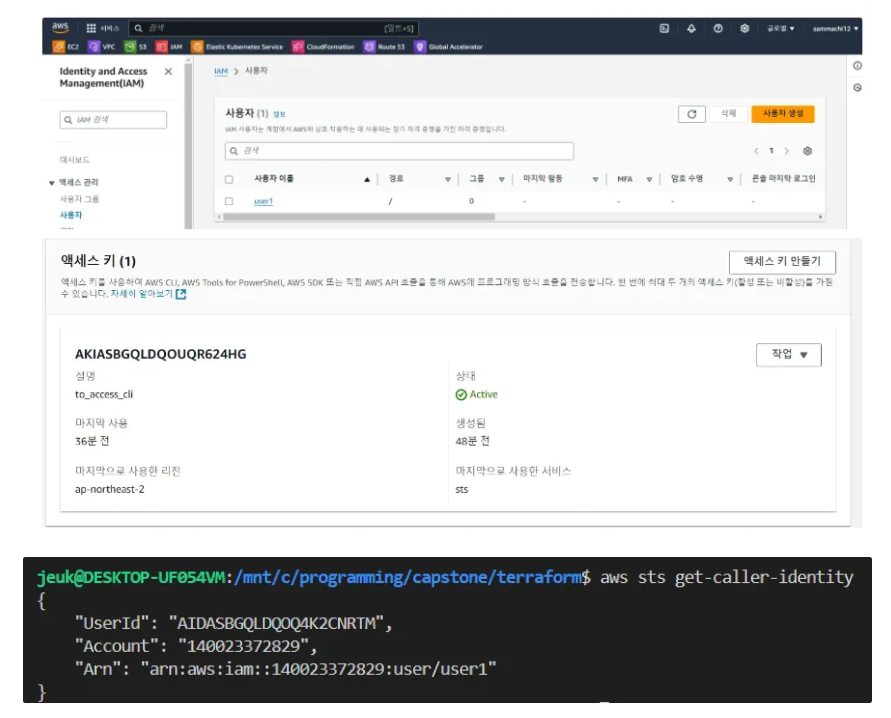 aws 서비스 검색 [알트+S] 글로벌 sammachi12
EC2 VPC S3 IAM Elastic Kubernetes Service CloudFormation Route 53 Global Accelerator
Identity and Access
Management(IAM)
IAM 검색
대시보드
액세스 관리
사용자 그룹
사용자
IAM > 사용자
사용자 (1) 정보
삭제
사용자 생성
IAM 사용자는 계정에서 AWS와 상호 작용하는 데 사용되는 장기 자격 증명을 가진 자격 증명입니다.
검색
1
사용자 이름 경로 그룹 마지막 활동 MFA 암호 수명 콘솔 마지막 로그인
user1 / 0 - - - -
액세스 키 (1)
액세스 키 만들기
액세스 키를 사용하여 AWS CLI, AWS Tools for PowerShell, AWS SDK 또는 직접 AWS API 호출을 통해 AWS에 프로그래밍 방식 호출을 전송합니다. 한 번에 최대 두 개의 액세스 키(활성 또는 비활성)를 가질
수 있습니다. 자세히 알아보기
AKIASBGQLDQOUQR624HG
작업
설명
to_access_cli
상태
Active
마지막 사용
36분 전
생성됨
48분 전
마지막으로 사용한 리전
ap-northeast-2
마지막으로 사용한 서비스
sts
jeuk@DESKTOP-UF054VM:/mnt/c/programming/capstone/terraform$ aws sts get-caller-identity
{
"UserId": "AIDASBGQLDQOQ4K2CNRTM",
"Account": "140023372829",
"Arn": "arn:aws:iam::140023372829:user/user1"
}